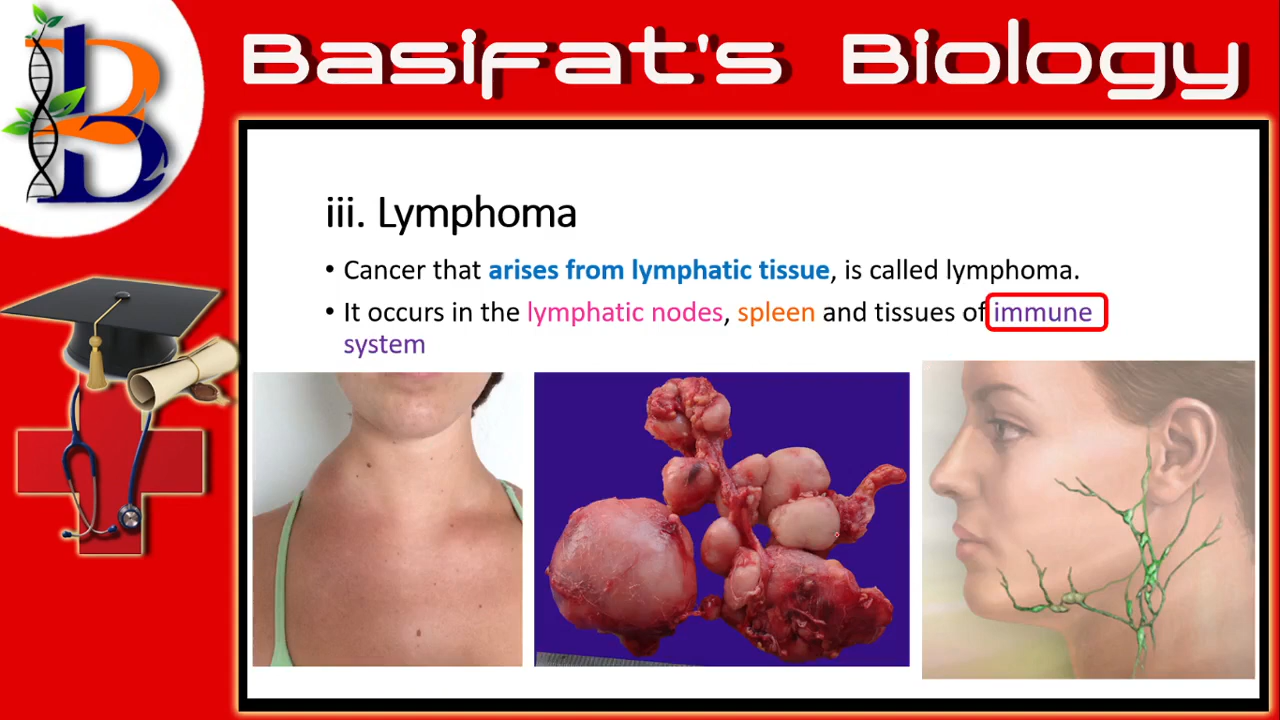 Basifat's Biology
B
iii. Lymphoma
• Cancer that arises from lymphatic tissue, is called lymphoma.
• It occurs in the lymphatic nodes, spleen and tissues of immune
system